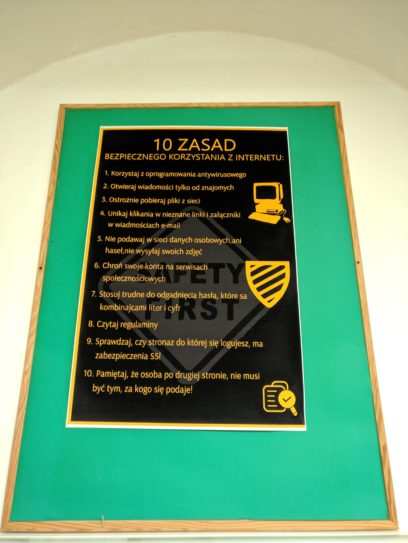 10 ZASAD
BEZPIECZNEGO KORZYSTANIA Z INTERNETU:
1. Korzystaj z oprogramowania antywirusowego
2. Otwieraj wiadomości tylko od znajomych
3. Ostrożnie pobieraj pliki z sieci
4. Unikaj klikania w nieznane linki i załączniki
w wiadmościach e-mail
5. Nie podawaj w sieci danych osobowych,ani
haseł,nie wysyłaj swoich zdjęć
6. Chroń swoje konta na serwisach
społecznościowych
7. Stosuj trudne do odgadnięcia hasła, które są
kombinajcami liter i cyfr
8. Czytaj regulaminy
9. Sprawdzaj, czy stronaz do której się logujesz, ma
zabezpieczenia SSl
10. Pamiętaj, że osoba po drugiej stronie, nie musi
być tym, za kogo się podaje!
SAFETY
FIRST